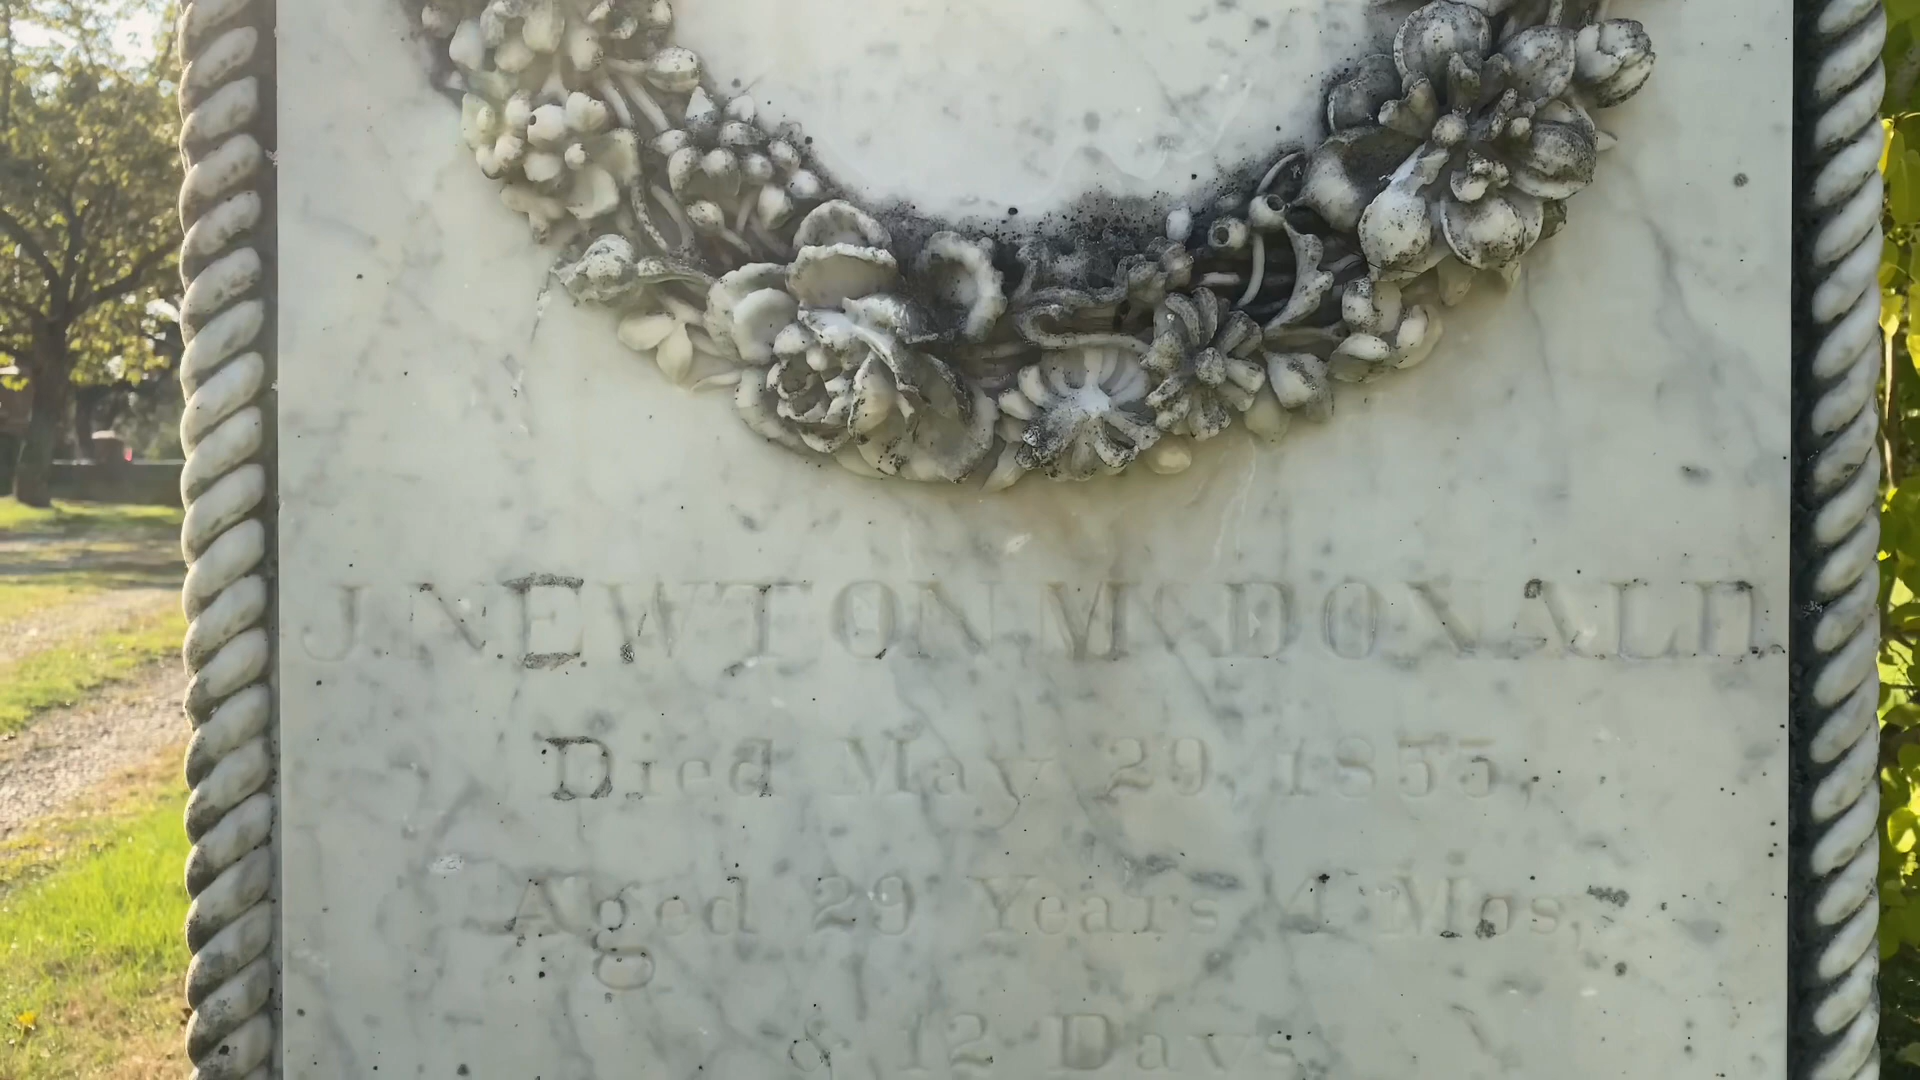 J. NEWTON McDONALD.
Died May 29, 1855,
Aged 29 Years 4 Mos,
& 12 Days.